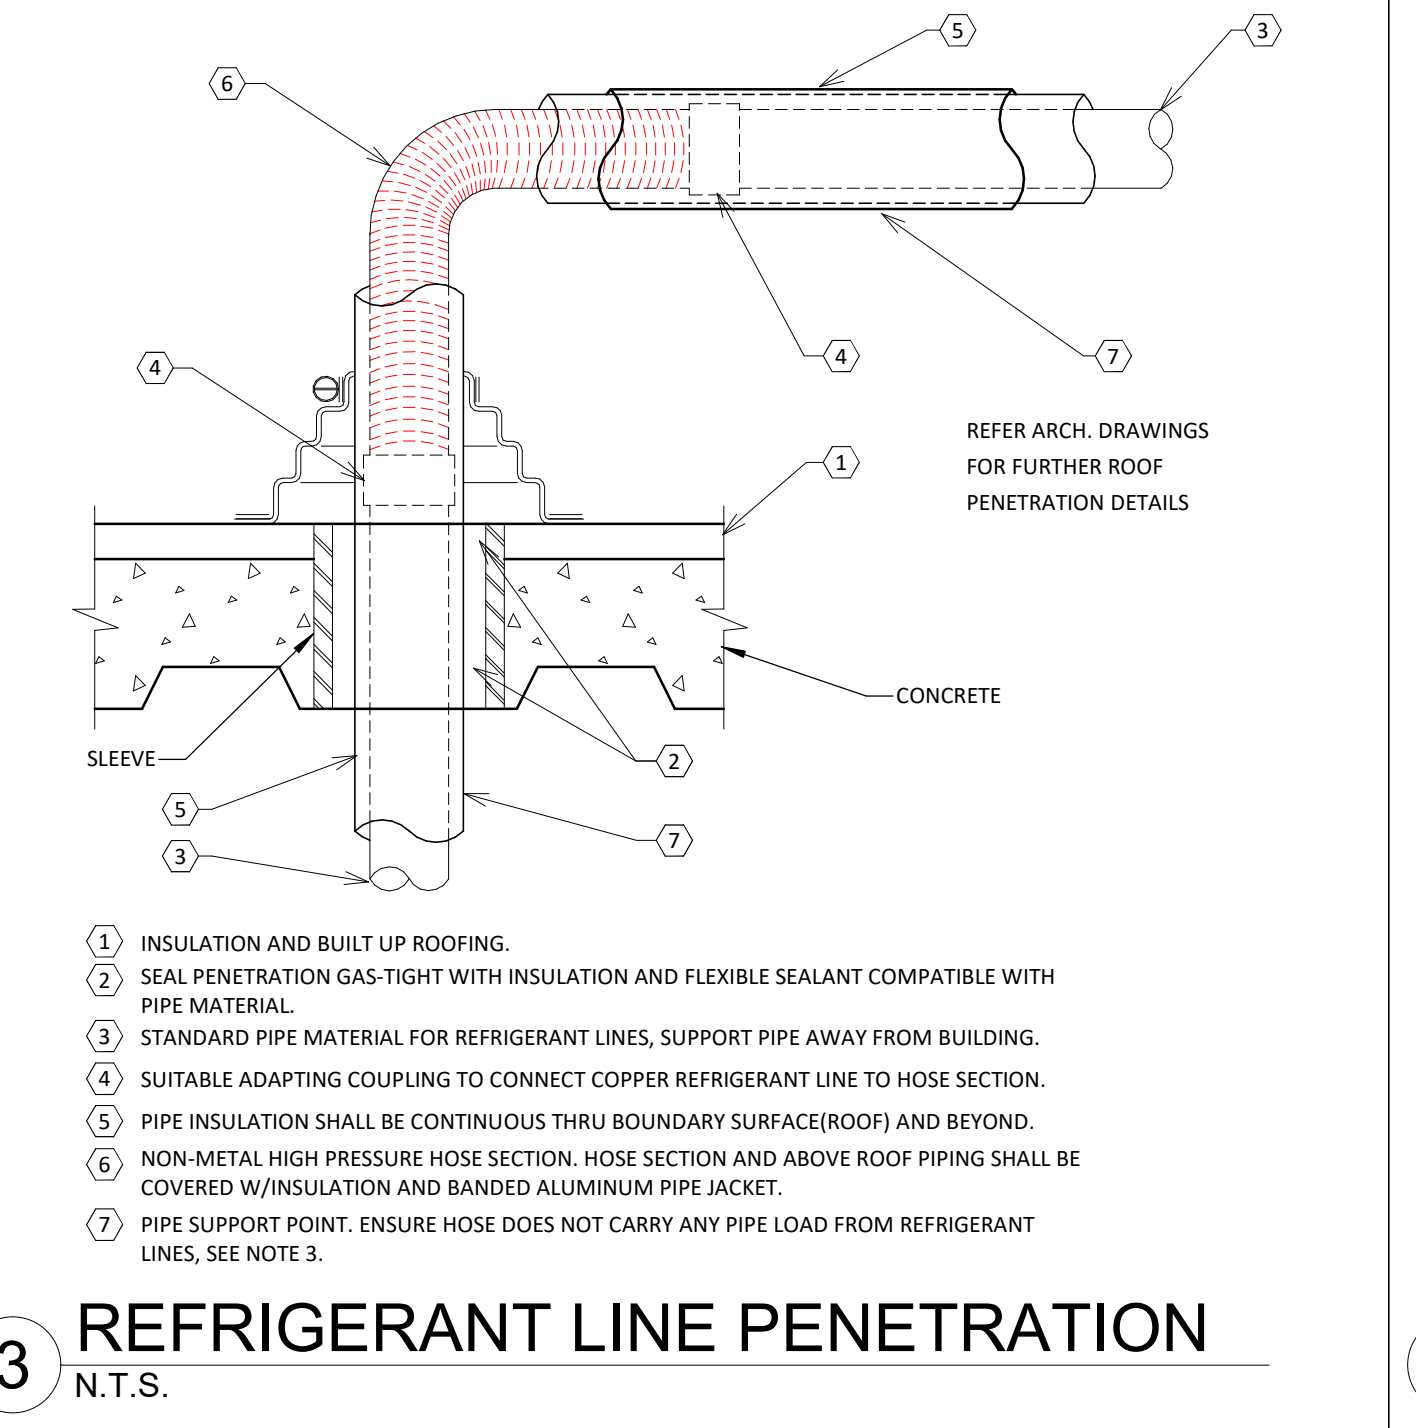 5
3
6
4
7
4
REFER ARCH. DRAWINGS
FOR FURTHER ROOF
PENETRATION DETAILS
1
CONCRETE
SLEEVE
2
5
7
3
1 INSULATION AND BUILT UP ROOFING.
2 SEAL PENETRATION GAS-TIGHT WITH INSULATION AND FLEXIBLE SEALANT COMPATIBLE WITH
PIPE MATERIAL.
3 STANDARD PIPE MATERIAL FOR REFRIGERANT LINES, SUPPORT PIPE AWAY FROM BUILDING.
4 SUITABLE ADAPTING COUPLING TO CONNECT COPPER REFRIGERANT LINE TO HOSE SECTION.
5 PIPE INSULATION SHALL BE CONTINUOUS THRU BOUNDARY SURFACE(ROOF) AND BEYOND.
6 NON-METAL HIGH PRESSURE HOSE SECTION. HOSE SECTION AND ABOVE ROOF PIPING SHALL BE
COVERED W/INSULATION AND BANDED ALUMINUM PIPE JACKET.
7 PIPE SUPPORT POINT. ENSURE HOSE DOES NOT CARRY ANY PIPE LOAD FROM REFRIGERANT
LINES, SEE NOTE 3.
3 REFRIGERANT LINE PENETRATION
N.T.S.